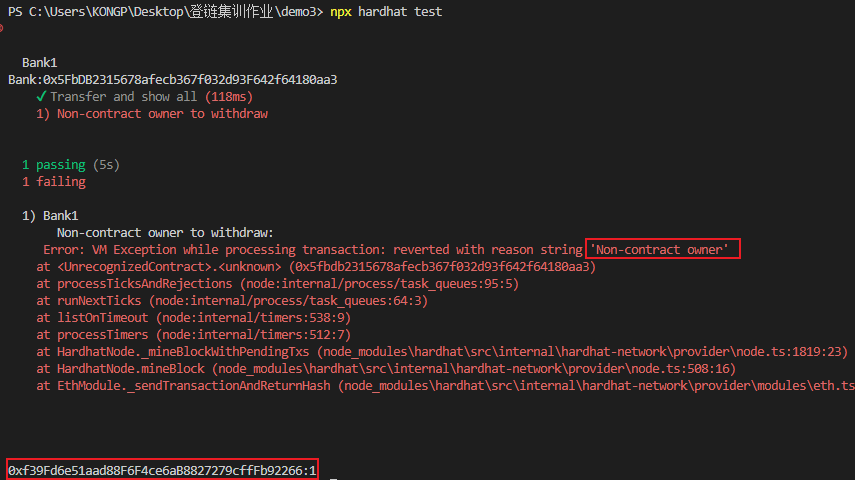 PS C:\Users\KONGP\Desktop\登链集训作业\demo3> npx hardhat test
Bank1
Bank:0x5FbDB2315678afecb367f032d93F642f64180aa3
✓ Transfer and show all (118ms)
1) Non-contract owner to withdraw
1 passing (5s)
1 failing
1) Bank1
Non-contract owner to withdraw:
Error: VM Exception while processing transaction: reverted with reason string 'Non-contract owner'
at <UnrecognizedContract>.<unknown> (0x5fbdb2315678afecb367f032d93f642f64180aa3)
at processTicksAndRejections (node:internal/process/task_queues:95:5)
at runNextTicks (node:internal/process/task_queues:64:3)
at listOnTimeout (node:internal/timers:538:9)
at processTimers (node:internal/timers:512:7)
at HardhatNode._mineBlockWithPendingTxs (node_modules\hardhat\src\internal\hardhat-network\provider\node.ts:1819:23)
at HardhatNode.mineBlock (node_modules\hardhat\src\internal\hardhat-network\provider\node.ts:508:16)
at EthModule._sendTransactionAndReturnHash (node_modules\hardhat\src\internal\hardhat-network\provider\modules\eth.ts
0xf39Fd6e51aad88F6F4ce6aB8827279cffFb92266:1